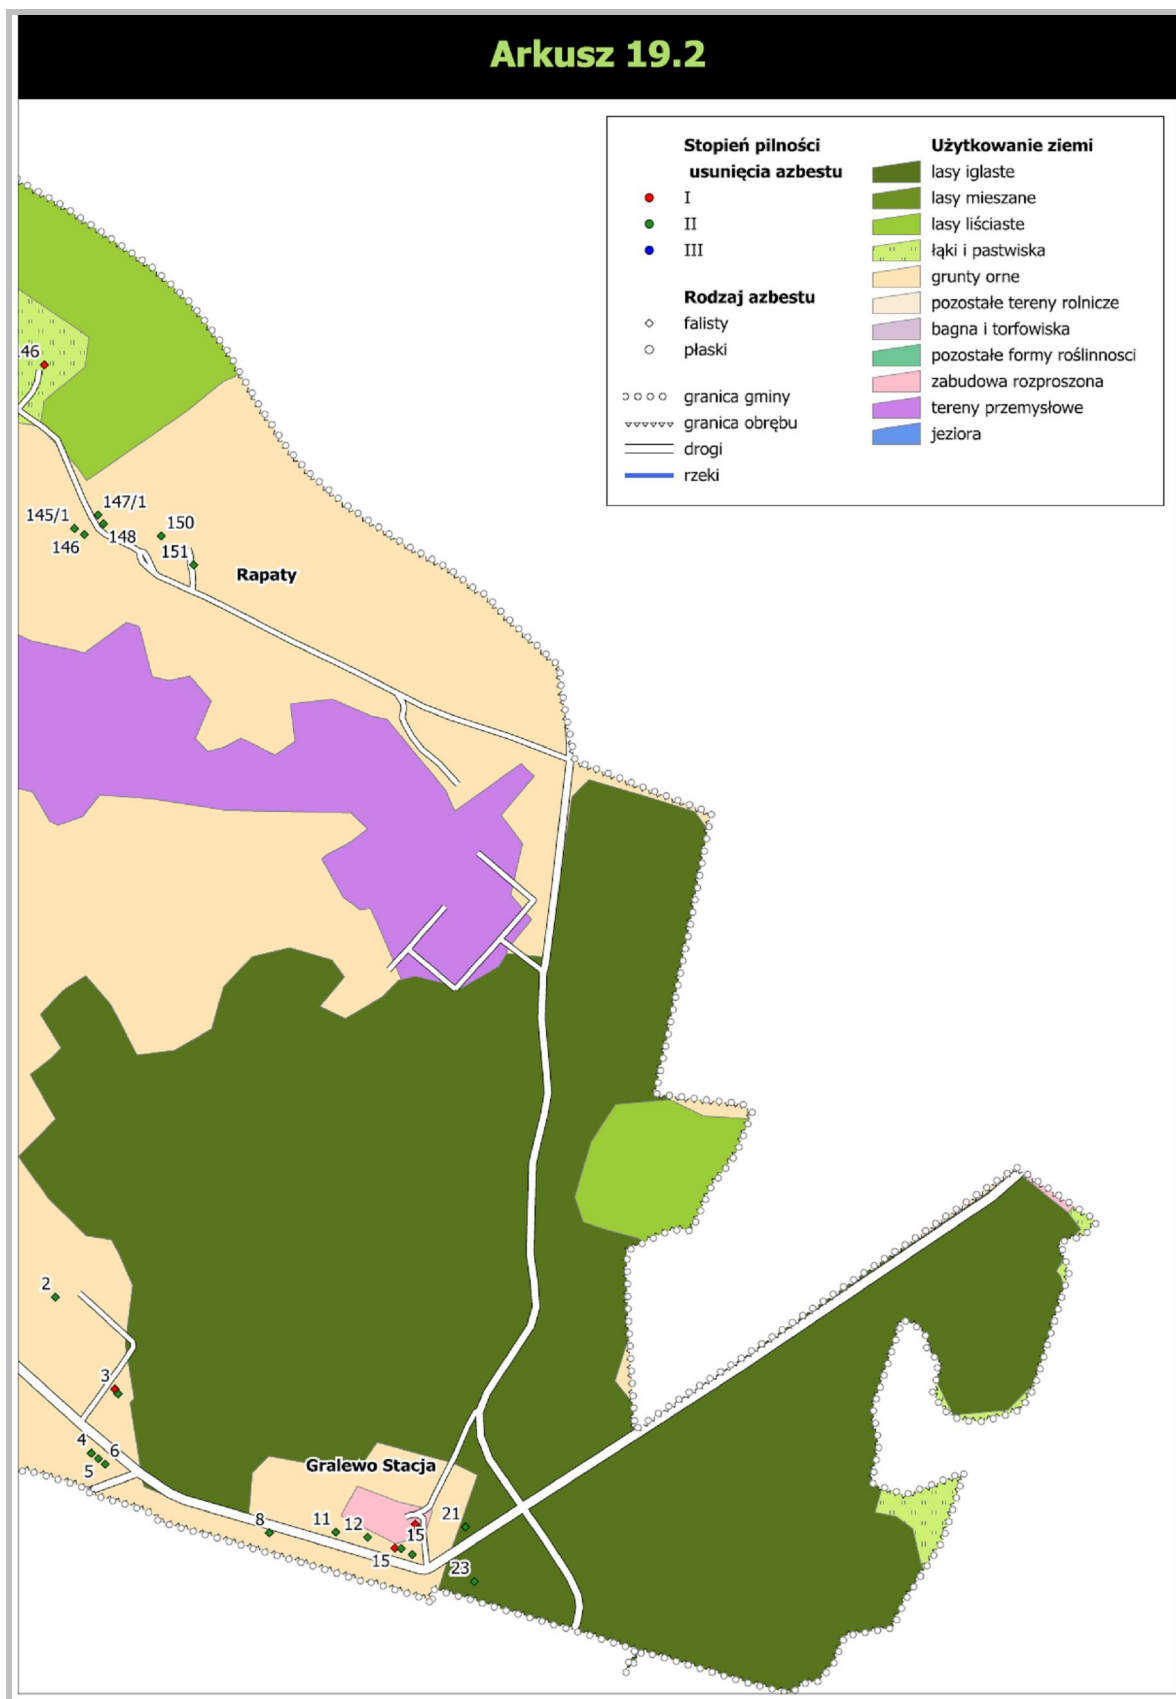 Arkusz 19.2
Stopień pilności
usunięcia azbestu
I
II
III
Rodzaj azbestu
falisty
płaski
granica gminy
granica obrębu
drogi
rzeki
Użytkowanie ziemi
lasy iglaste
lasy mieszane
lasy liściaste
łąki i pastwiska
grunty orne
pozostałe tereny rolnicze
bagna i torfowiska
pozostałe formy roślinnosci
zabudowa rozproszona
tereny przemysłowe
jeziora
46
147/1
145/1
148
150
146
151
Rapaty
2
3
4
6
5
Gralewo Stacja
8
11
12
15
21
15
23